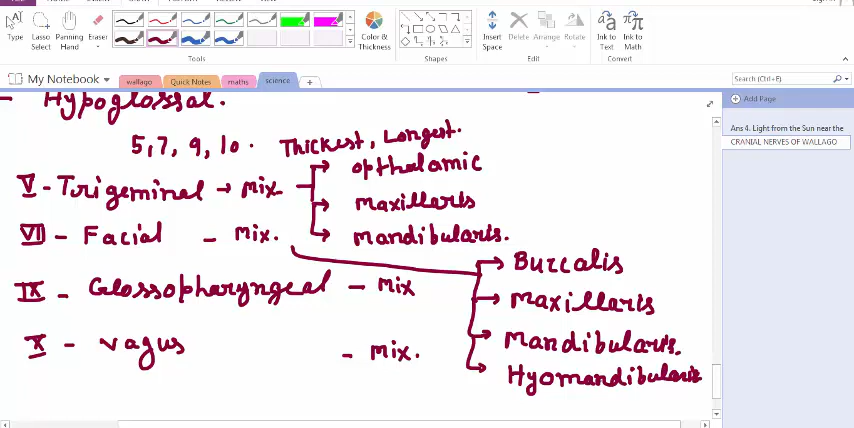 Type
Lasso Select
Panning Hand
Eraser
Color & Thickness
Insert Space
Delete
Arrange
Rotate
Ink to Text
Ink to Math
Tools
Shapes
Edit
Convert
My Notebook
wallago
Quick Notes
maths
science
Search (Ctrl+E)
Add Page
Ans 4. Light from the Sun near the
CRANIAL NERVES OF WALLAGO
- Hypoglossal.
5, 7, 9, 10. Thickest, Longest.
V - Trigeminal → mix. → opthalamic
→ maxillaris
→ mandibularis.
VII - Facial - mix.
→ Buccalis
→ Maxillaris
→ Mandibularis.
→ Hyomandibularis
IX - Glossopharyngeal - mix
X - vagus - mix.